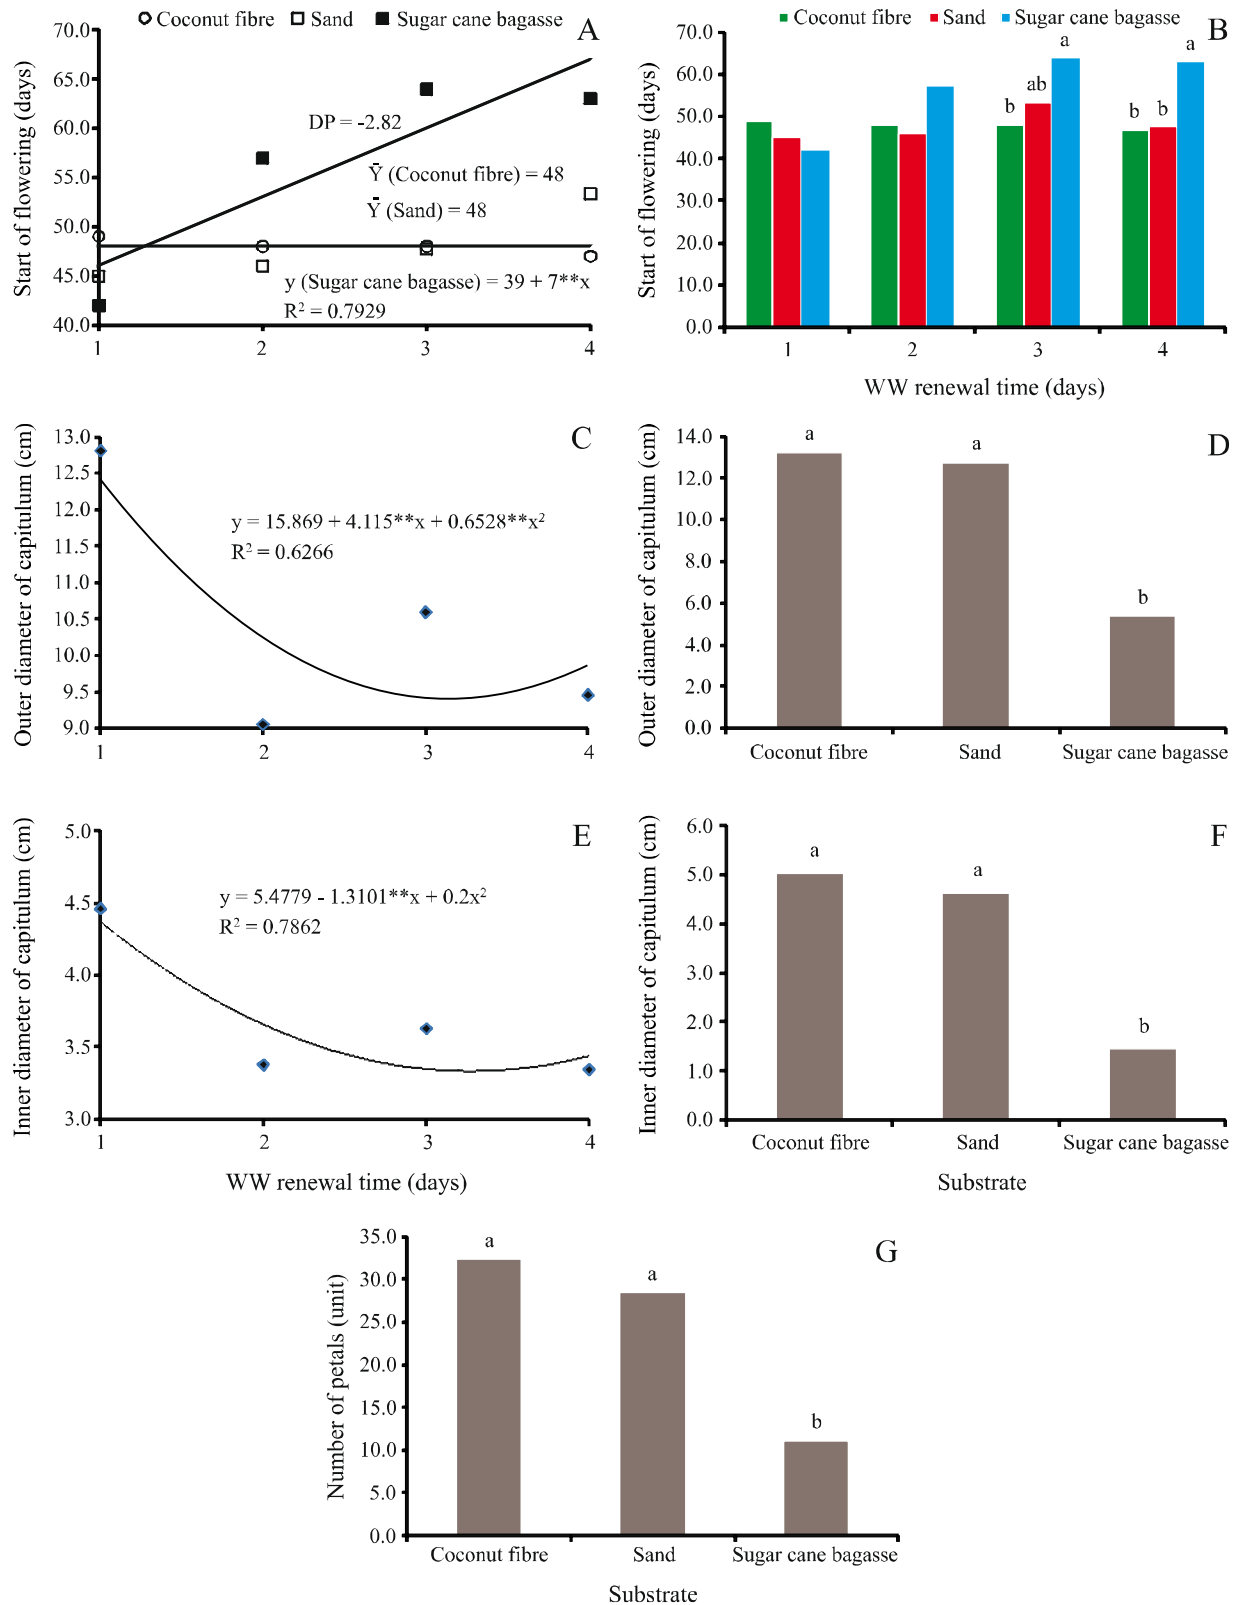 Coconut fibre Sand Sugar cane bagasse
A
Start of flowering (days)
70.0
65.0
60.0
55.0
50.0
45.0
40.0
DP = -2.82
Ȳ (Coconut fibre) = 48
Ȳ (Sand) = 48
y (Sugar cane bagasse) = 39 + 7**x
R² = 0.7929
1 2 3 4
Coconut fibre Sand Sugar cane bagasse
B
Start of flowering (days)
70.0
60.0
50.0
40.0
30.0
20.0
10.0
0.0
b ab a
b b a
1 2 3 4
WW renewal time (days)
C
Outer diameter of capitulum (cm)
13.0
12.5
12.0
11.5
11.0
10.5
10.0
9.5
9.0
y = 15.869 + 4.115**x + 0.6528**x²
R² = 0.6266
1 2 3 4
D
Outer diameter of capitulum (cm)
14.0
12.0
10.0
8.0
6.0
4.0
2.0
0.0
a a b
Coconut fibre Sand Sugar cane bagasse
E
Inner diameter of capitulum (cm)
5.0
4.5
4.0
3.5
3.0
y = 5.4779 - 1.3101**x + 0.2x²
R² = 0.7862
1 2 3 4
WW renewal time (days)
F
Inner diameter of capitulum (cm)
6.0
5.0
4.0
3.0
2.0
1.0
0.0
a a b
Coconut fibre Sand Sugar cane bagasse
Substrate
G
Number of petals (unit)
35.0
30.0
25.0
20.0
15.0
10.0
5.0
0.0
a a b
Coconut fibre Sand Sugar cane bagasse
Substrate